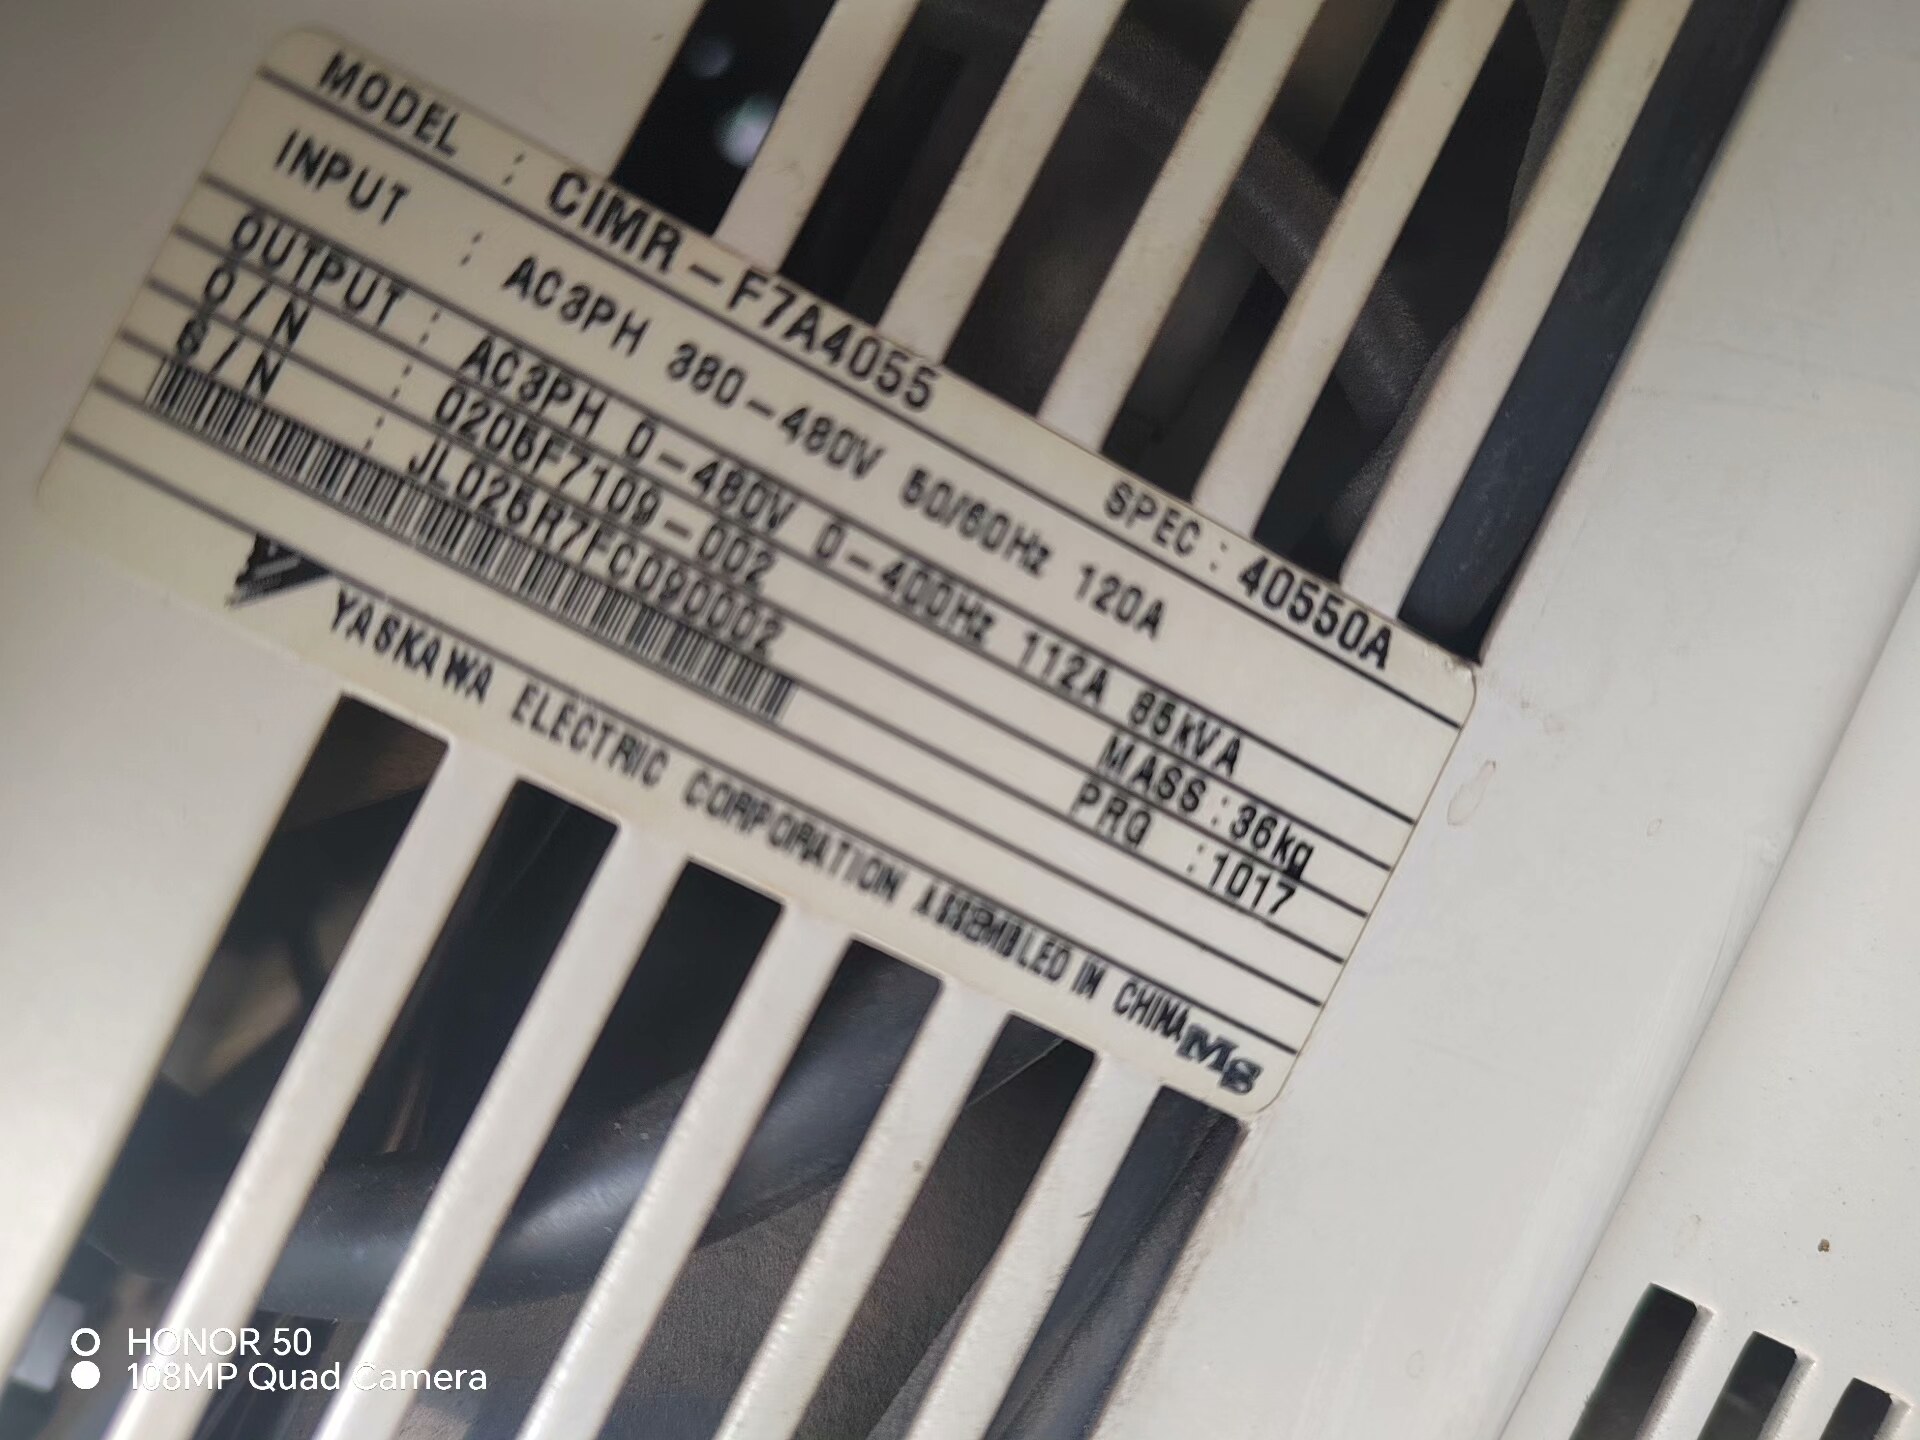 MODEL : CIMR-F7A4055 SPEC : 40550A
INPUT : AC3PH 380-480V 50/60Hz 120A
OUTPUT : AC3PH 0-480V 0-400Hz 112A 85kVA
O/N : 0206F7109-002 MASS : 36kg
S/N : JL026R7FC090002 PRG : 1017
YASKAWA ELECTRIC CORPORATION ASSEMBLED IN CHINA MS
HONOR 50
108MP Quad Camera